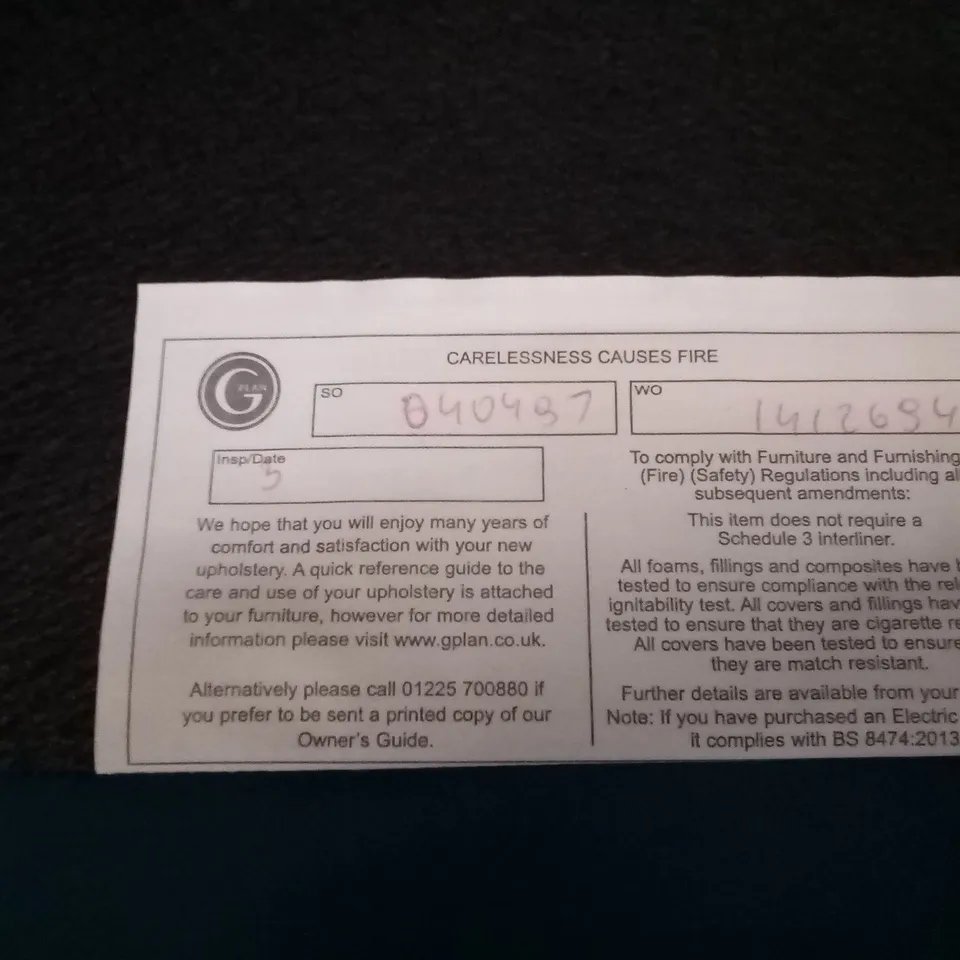 CARELESSNESS CAUSES FIRE
G PLAN
SO 040497
WO 1412694
Insp/Date
5
We hope that you will enjoy many years of
comfort and satisfaction with your new
upholstery. A quick reference guide to the
care and use of your upholstery is attached
to your furniture, however for more detailed
information please visit www.gplan.co.uk.
Alternatively please call 01225 700880 if
you prefer to be sent a printed copy of our
Owner's Guide.
To comply with Furniture and Furnishing
(Fire) (Safety) Regulations including all
subsequent amendments:
This item does not require a
Schedule 3 interliner.
All foams, fillings and composites have
tested to ensure compliance with the rel
ignitability test. All covers and fillings hav
tested to ensure that they are cigarette re
All covers have been tested to ensure
they are match resistant.
Further details are available from your
Note: If you have purchased an Electric
it complies with BS 8474:2013